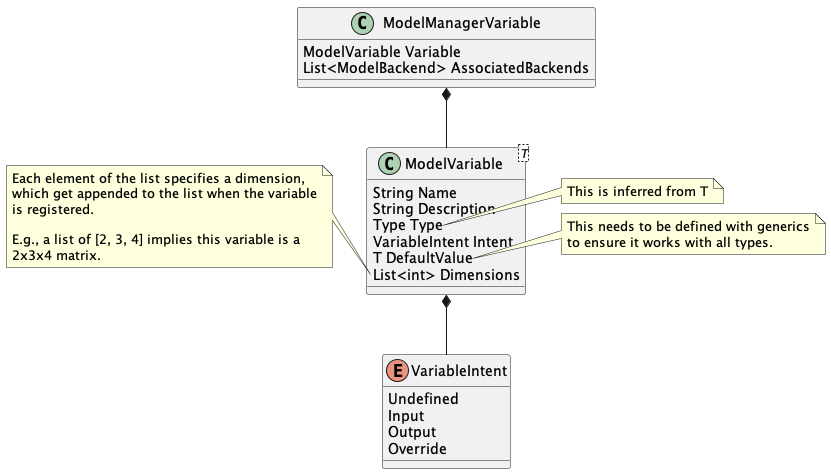 C ModelManagerVariable
ModelVariable Variable
List<ModelBackend> AssociatedBackends
C ModelVariable T
String Name
String Description
Type Type
VariableIntent Intent
T DefaultValue
List<int> Dimensions
Each element of the list specifies a dimension,
which get appended to the list when the variable
is registered.
E.g., a list of [2, 3, 4] implies this variable is a
2x3x4 matrix.
This is inferred from T
This needs to be defined with generics
to ensure it works with all types.
E VariableIntent
Undefined
Input
Output
Override